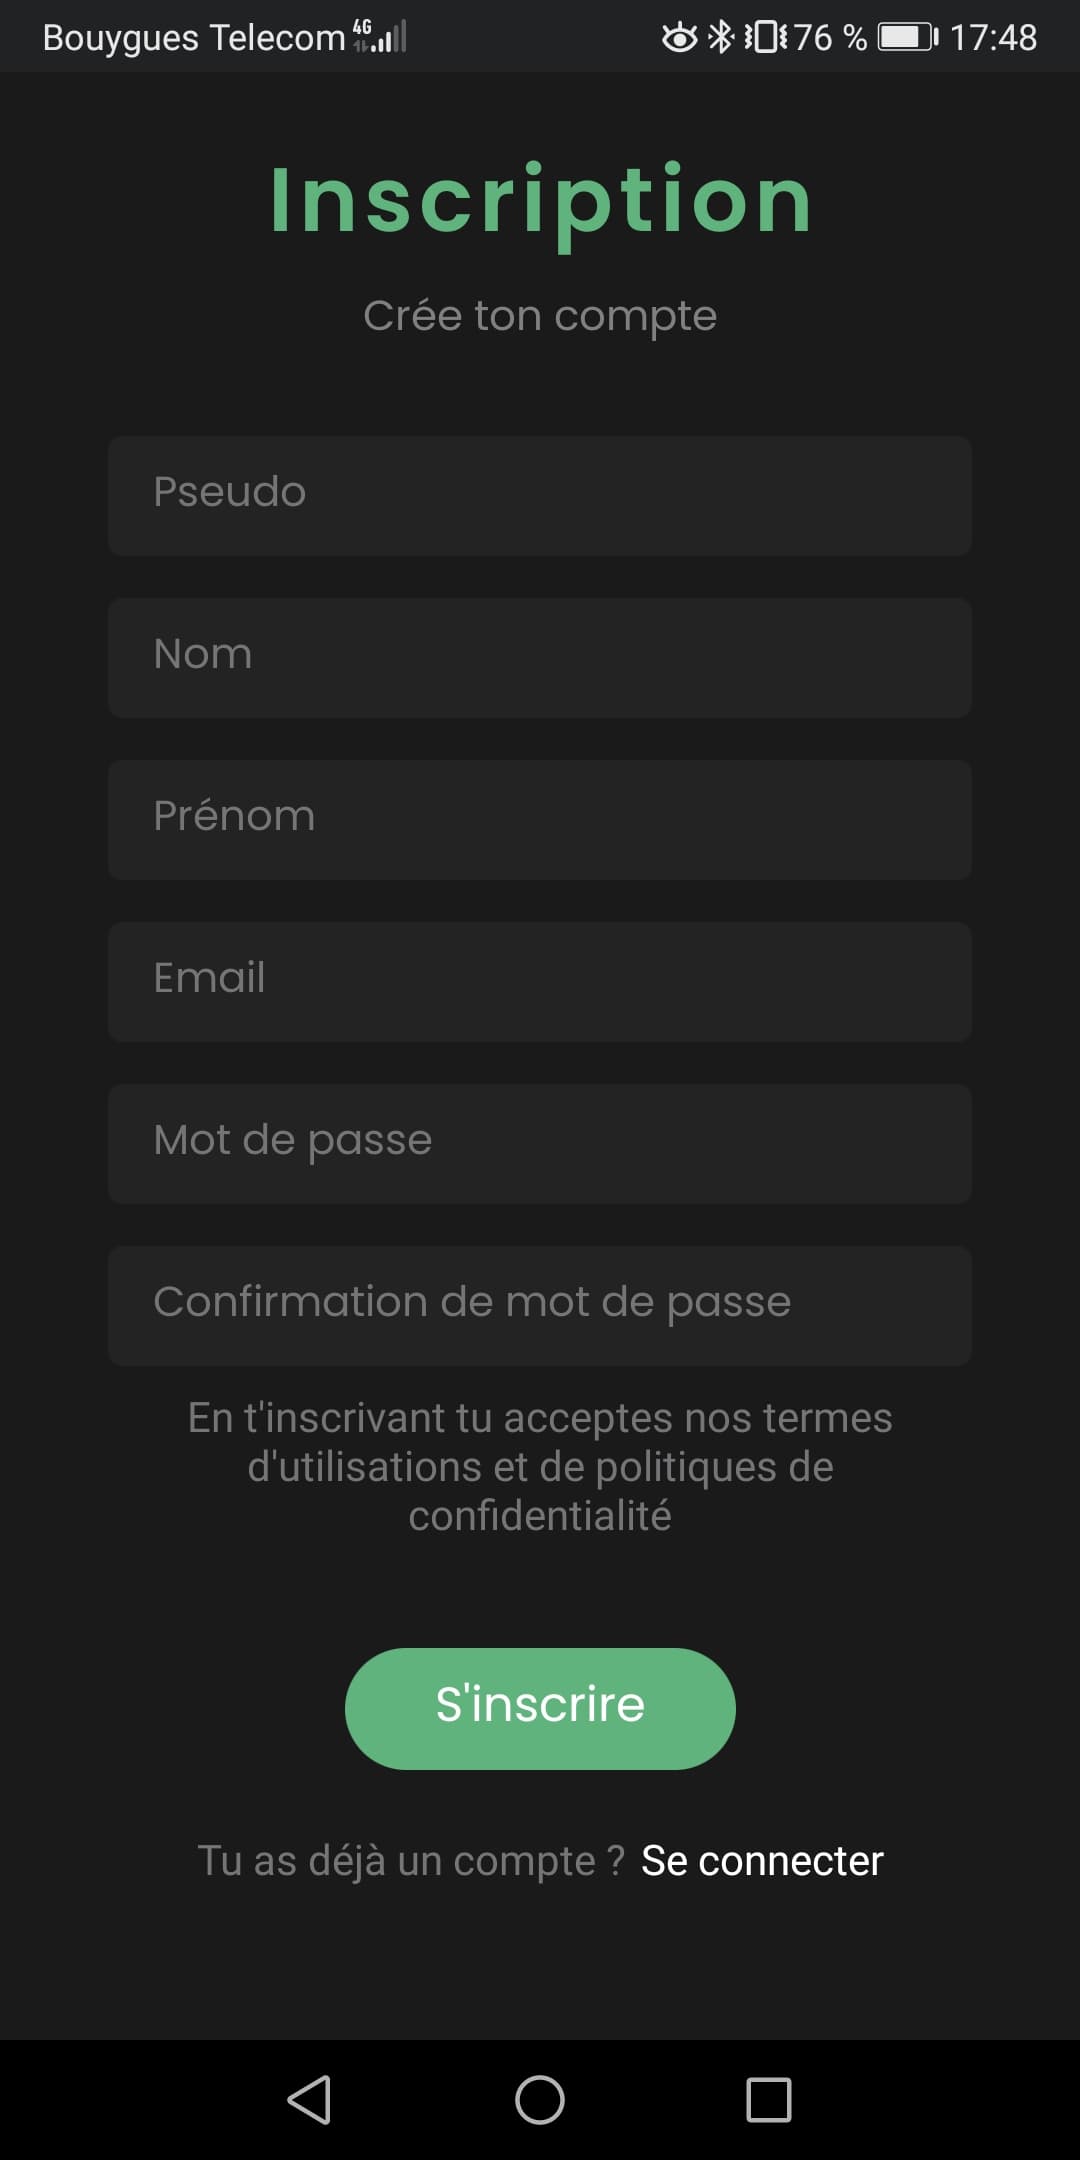 Bouygues Telecom 4G 76 % 17:48
Inscription
Crée ton compte
Pseudo
Nom
Prénom
Email
Mot de passe
Confirmation de mot de passe
En t'inscrivant tu acceptes nos termes
d'utilisations et de politiques de
confidentialité
S'inscrire
Tu as déjà un compte ? Se connecter